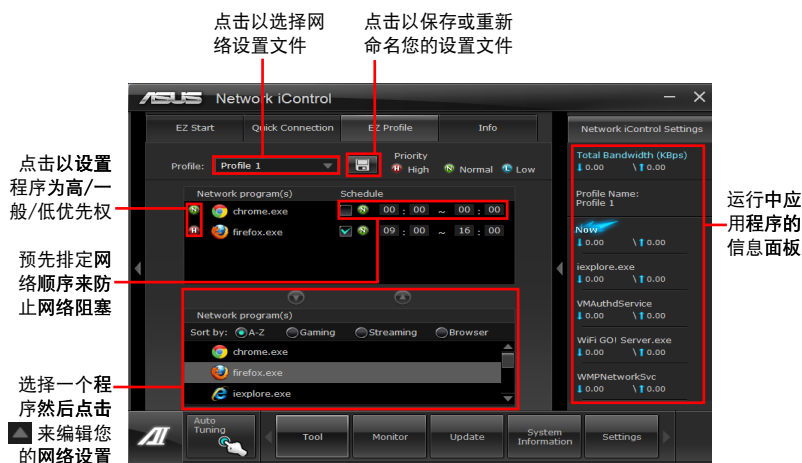 点击以选择网
络设置文件
点击以保存或重新
命名您的设置文件
ASUS Network iControl
EZ Start Quick Connection EZ Profile Info
Network iControl Settings
Profile: Profile 1
Priority
H High N Normal L Low
Total Bandwidth (KBps)
0.00 \ 0.00
Profile Name:
Profile 1
Now
0.00 \ 0.00
iexplore.exe
0.00 \ 0.00
VMAuthdService
0.00 \ 0.00
WiFi GO! Server.exe
0.00 \ 0.00
WMPNetworkSvc
0.00 \ 0.00
Network program(s) Schedule
N chrome.exe N 00 : 00 ~ 00 : 00
H firefox.exe N 09 : 00 ~ 16 : 00
Network program(s)
Sort by: A-Z Gaming Streaming Browser
chrome.exe
firefox.exe
iexplore.exe
Auto
Tuning
Tool Monitor Update System
Information Settings
点击以设置
程序为高/一
般/低优先权
预先排定网
络顺序来防
止网络阻塞
选择一个程
序然后点击
来编辑您
的网络设置
运行中应
用程序的
信息面板